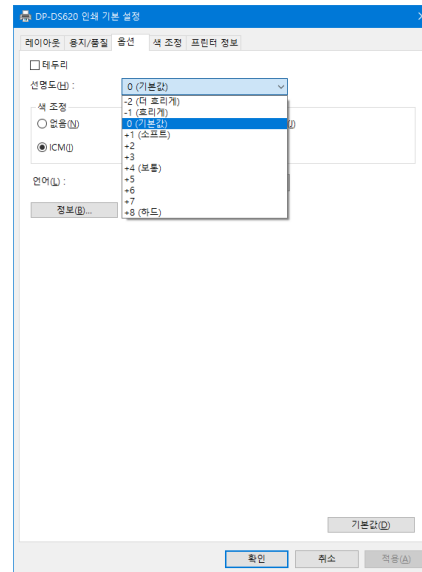 DP-DS620 인쇄 기본 설정
레이아웃 용지/품질 옵션 색 조정 프린터 정보
테두리
선명도(H) : 0 (기본값)
-2 (더 흐리게)
-1 (흐리게)
0 (기본값)
+1 (소프트)
+2
+3
+4 (보통)
+5
+6
+7
+8 (하드)
색 조정
없음(N)
ICM(I)
언어(L) :
정보(B)...
기본값(D)
확인 취소 적용(A)